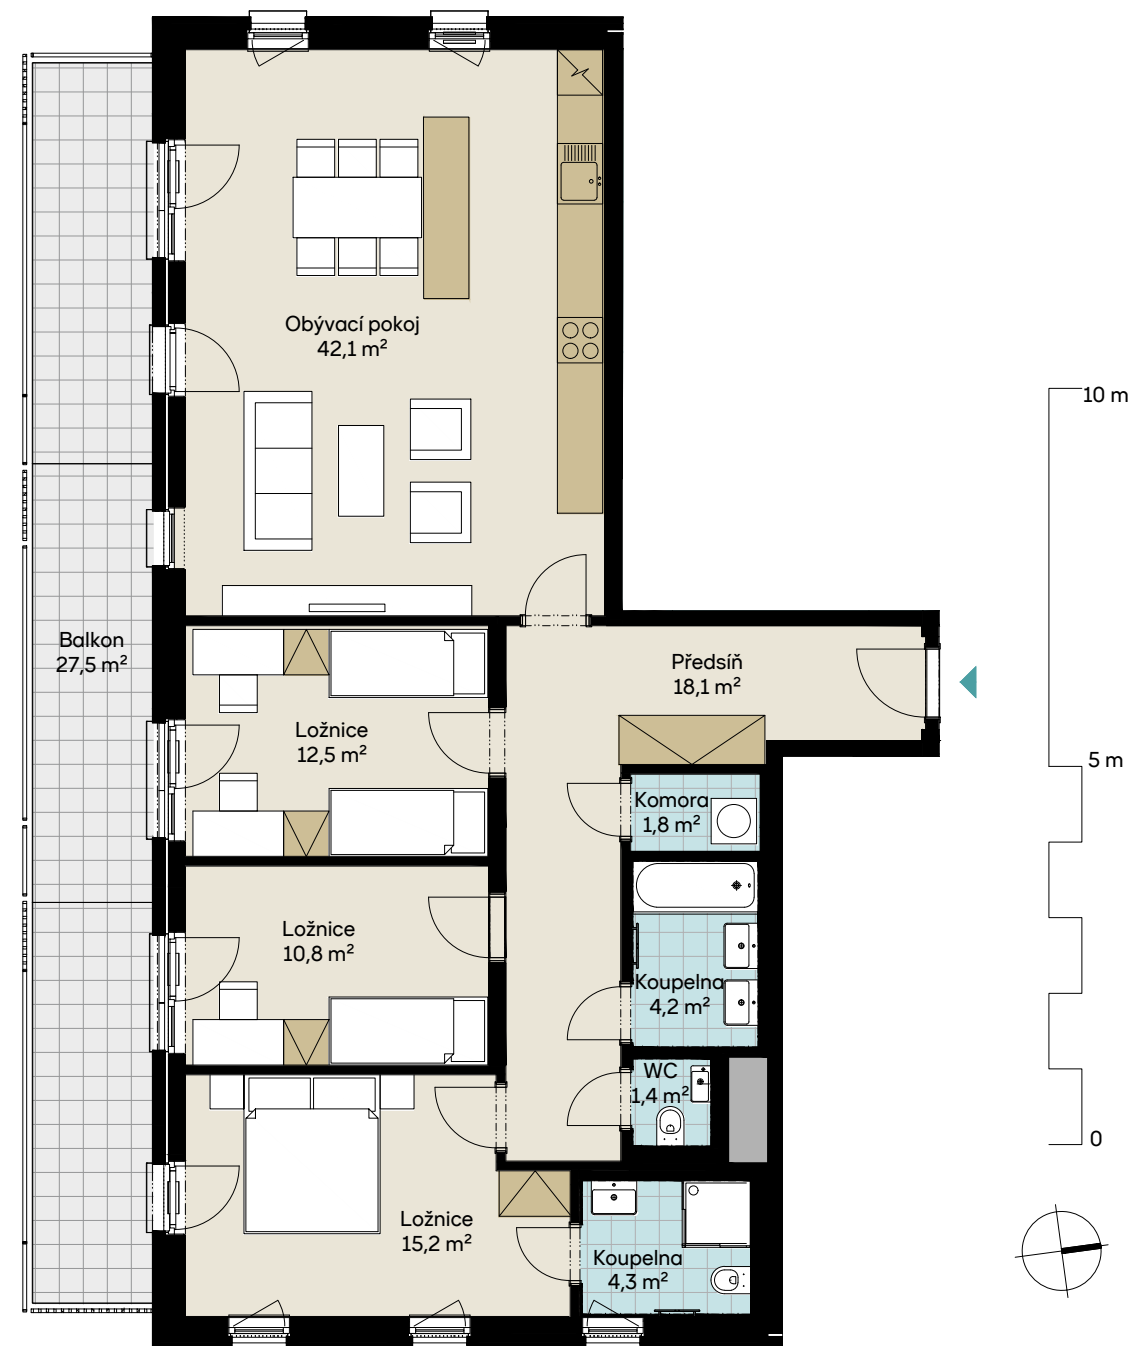 Obývací pokoj
42,1 m²
10 m
Balkon
27,5 m²
Předsíň
18,1 m²
Ložnice
12,5 m²
5 m
Komora
1,8 m²
Ložnice
10,8 m²
Koupelna
4,2 m²
WC
1,4 m²
0
Ložnice
15,2 m²
Koupelna
4,3 m²